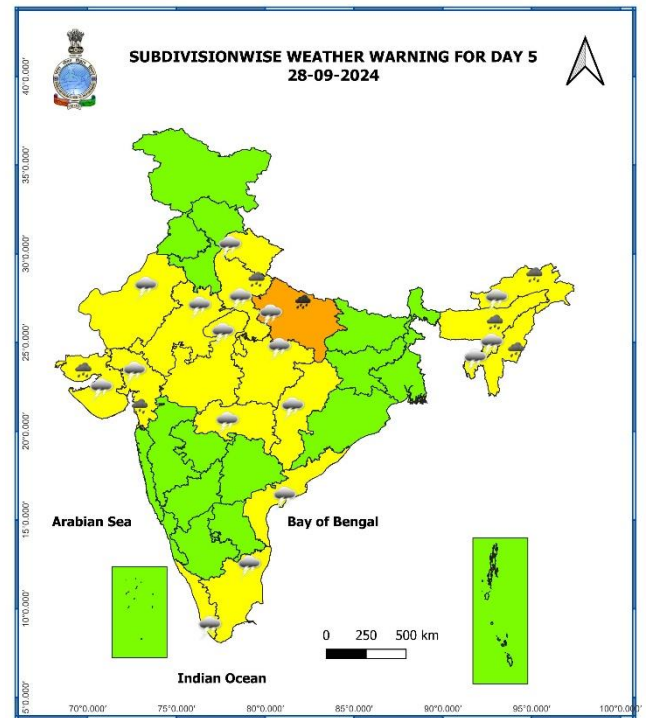 SUBDIVISIONWISE WEATHER WARNING FOR DAY 5
28-09-2024
40°0.000'
35°0.000'
30°0.000'
25°0.000'
20°0.000'
15°0.000'
10°0.000'
5°0.000'
Arabian Sea
Bay of Bengal
Indian Ocean
0 250 500 km
70°0.000' 75°0.000' 80°0.000' 85°0.000' 90°0.000' 95°0.000' 100°0.000'